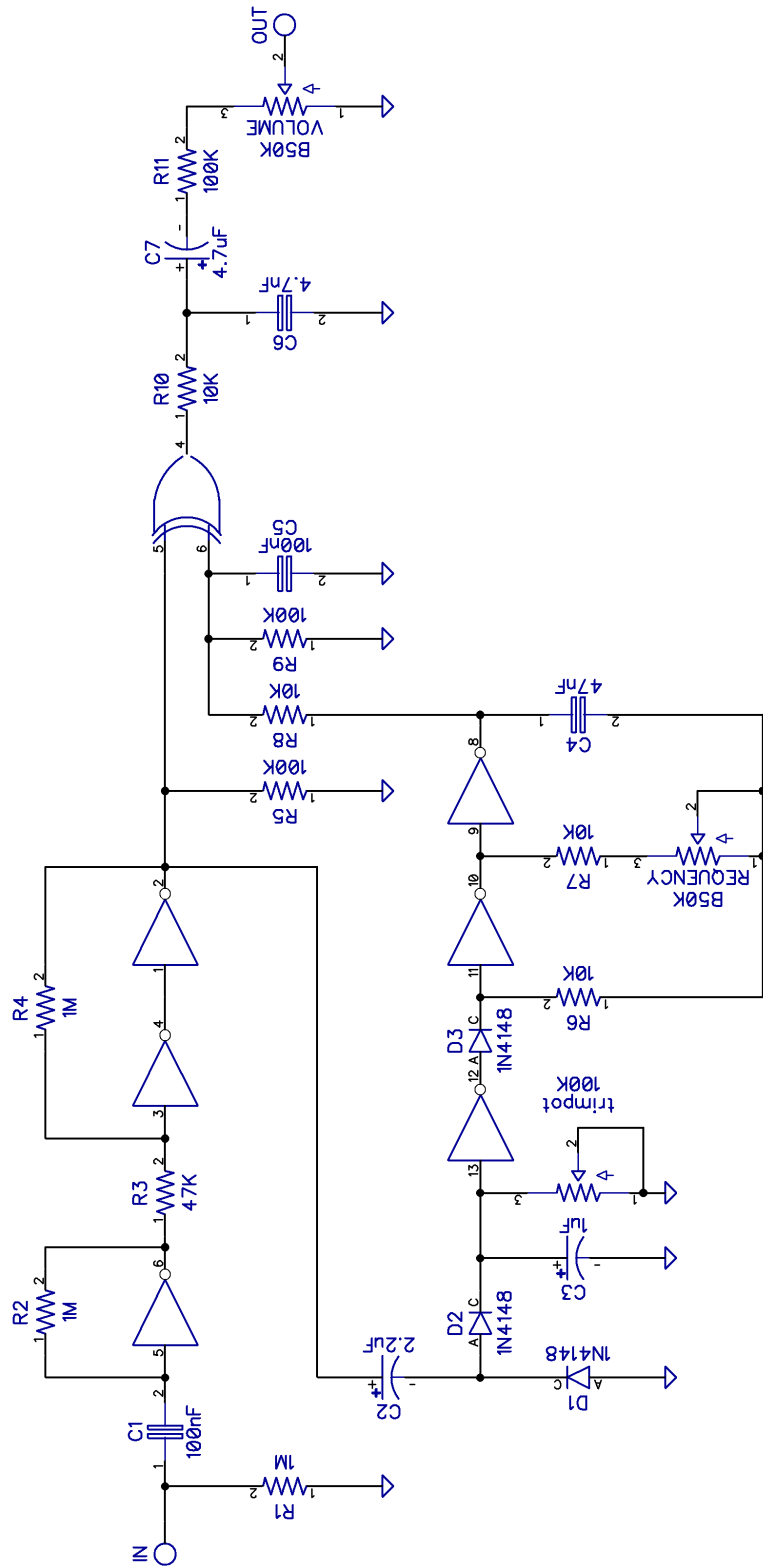 IN
1
C1
2
100nF
2
R1
1M
1
1
R2
2
1M
5
6
1
R3
2
47K
1
R4
2
1M
3
4
1
2
2
R5
100K
1
5
6
4
1
C5
100nF
2
2
R9
100K
1
2
R8
10K
1
1
R10
2
10K
1
C6
4.7nF
2
C7
+
-
+
4.7uF
1
R11
2
100K
3
B50K
VOLUME
1
2
OUT
+
+
C2
2.2uF
-
C
D1
1N4148
A
D2
A
C
1N4148
+
+
C3
1uF
-
3
trimpot
100K
2
1
13
12
D3
A
C
1N4148
2
R6
10K
1
11
10
2
R7
10K
1
3
B50K
REQUENCY
2
1
9
8
1
C4
47nF
2